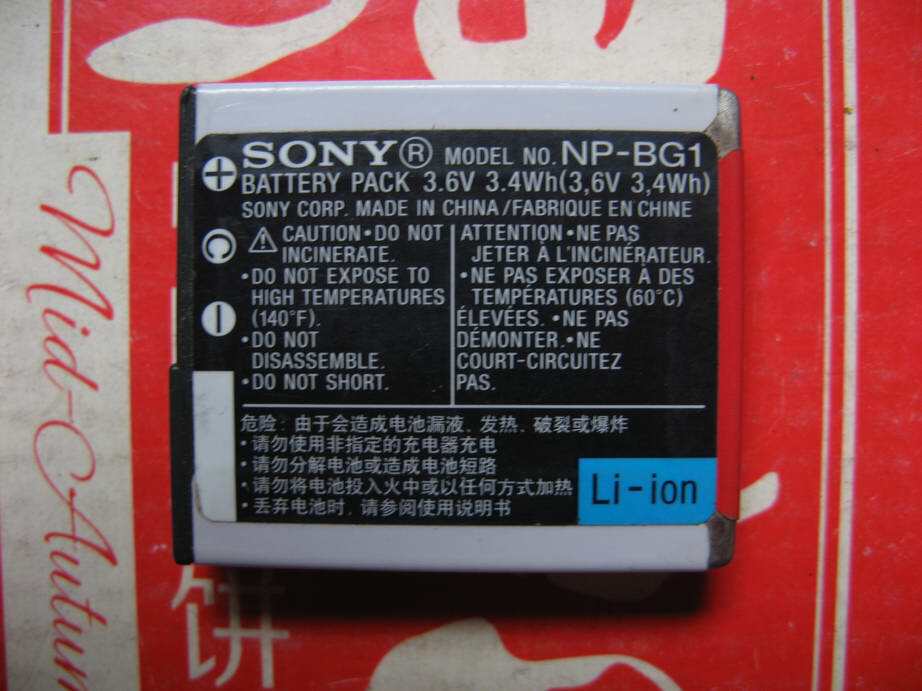 SONY® MODEL NO. NP-BG1
BATTERY PACK 3.6V 3.4Wh(3,6V 3,4Wh)
SONY CORP. MADE IN CHINA/FABRIQUE EN CHINE
CAUTION•DO NOT
INCINERATE.
•DO NOT EXPOSE TO
HIGH TEMPERATURES
(140°F).
•DO NOT
DISASSEMBLE.
•DO NOT SHORT.
ATTENTION•NE PAS
JETER À L'INCINÉRATEUR.
•NE PAS EXPOSER À DES
TEMPÉRATURES (60°C)
ÉLEVÉES. •NE PAS
DÉMONTER.•NE
COURT-CIRCUITEZ
PAS.
危险：由于会造成电池漏液、发热、破裂或爆炸
•请勿使用非指定的充电器充电
•请勿分解电池或造成电池短路
•请勿将电池投入火中或以任何方式加热
•丢弃电池时，请参阅使用说明书
Li-ion
Mid-Autum
饼